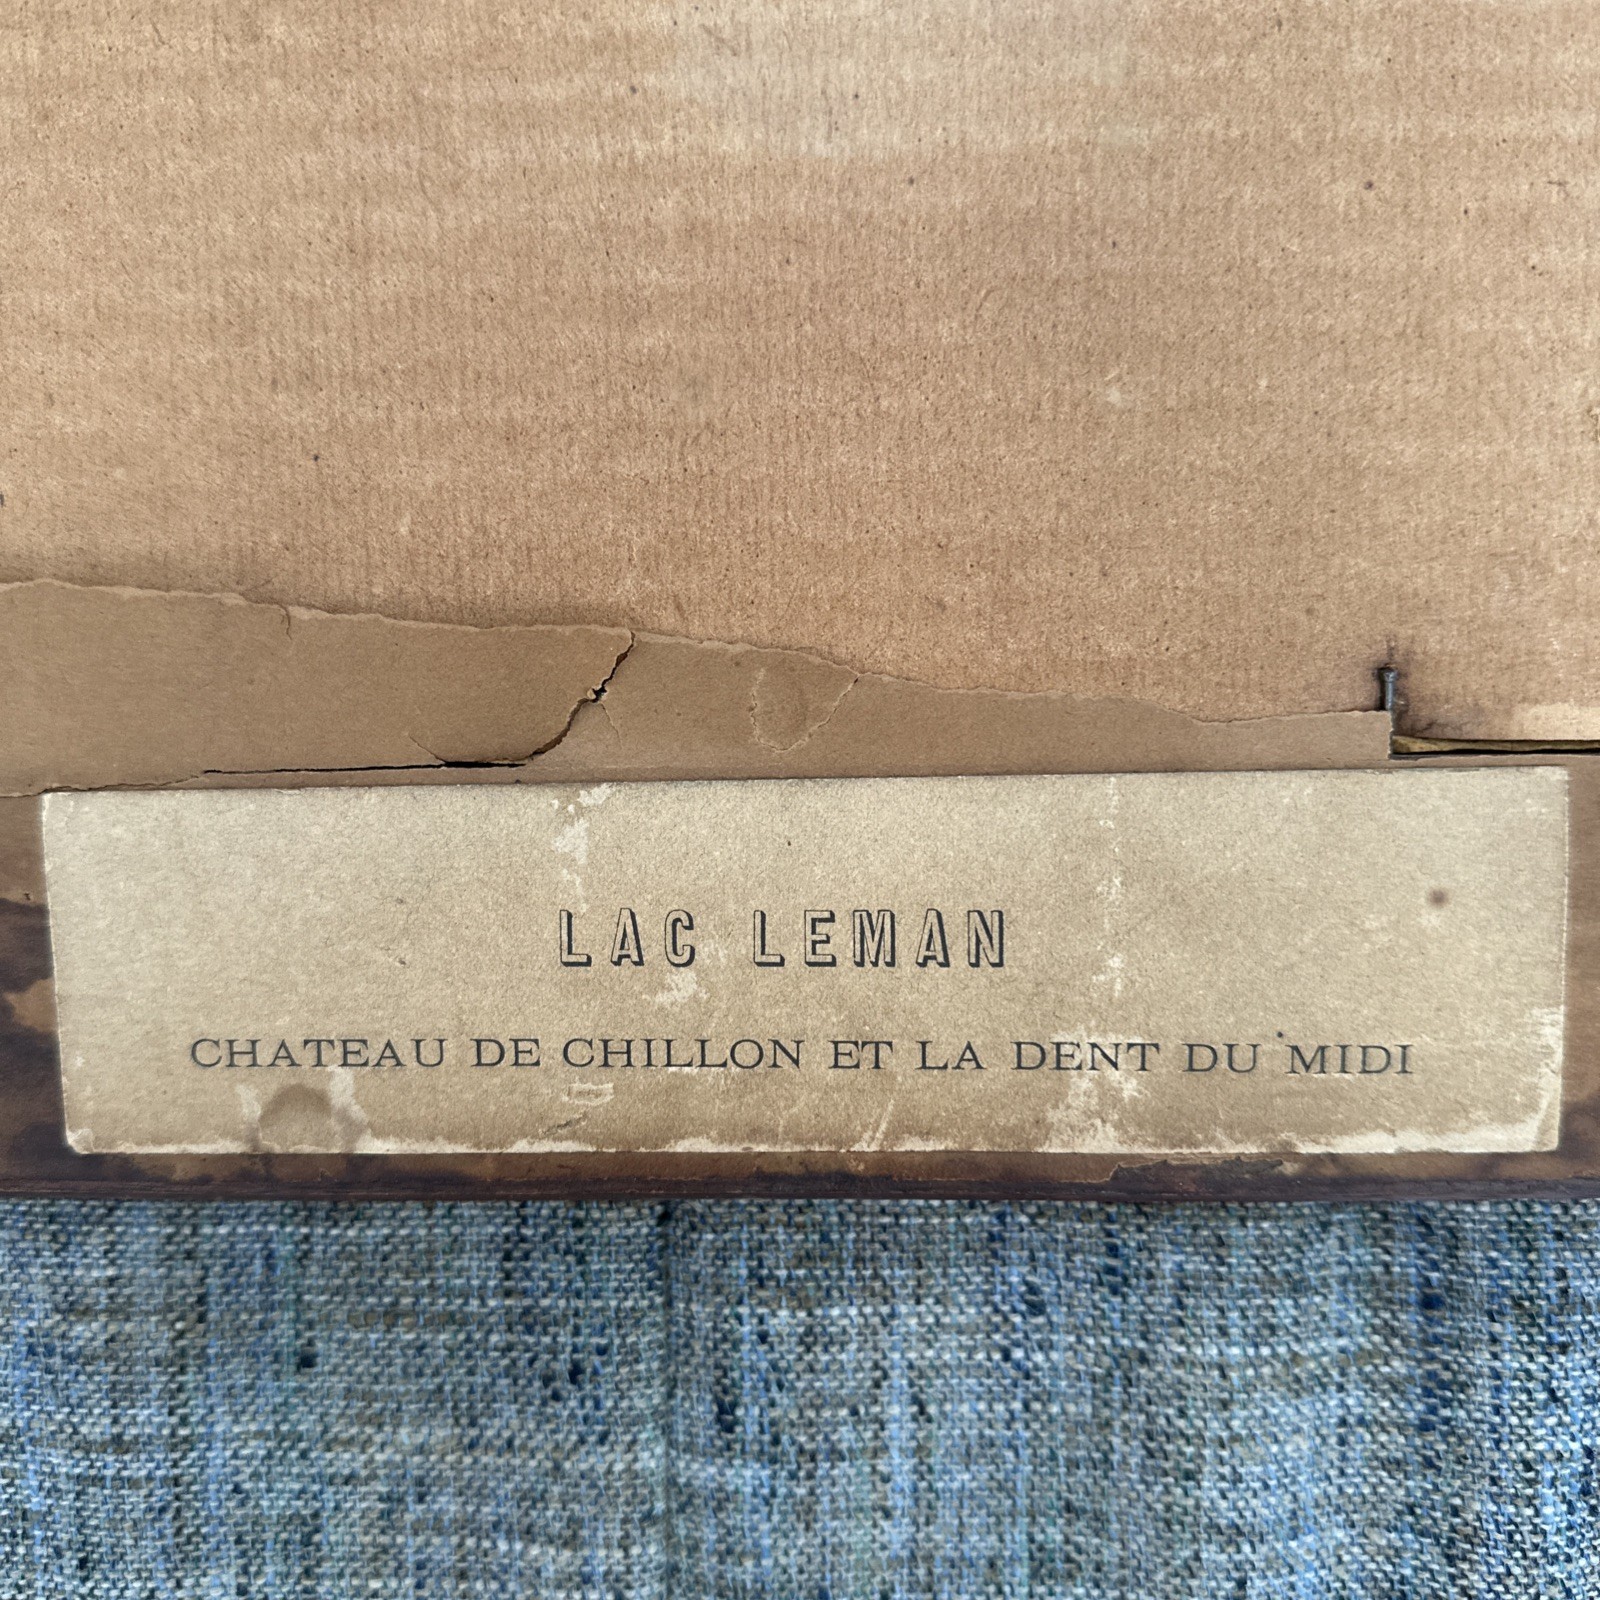 LAC LEMAN
CHATEAU DE CHILLON ET LA DENT DU MIDI